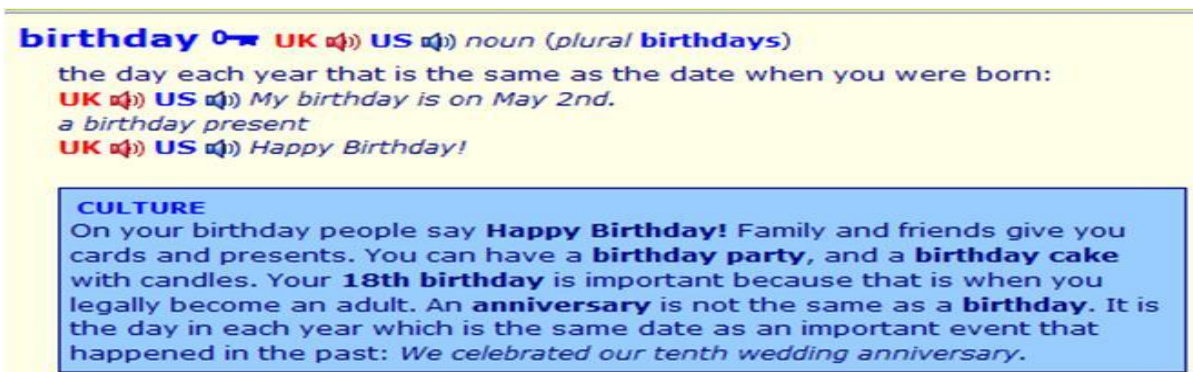 birthday UK US noun (plural birthdays)
the day each year that is the same as the date when you were born:
UK US My birthday is on May 2nd.
a birthday present
UK US Happy Birthday!
CULTURE
On your birthday people say Happy Birthday! Family and friends give you
cards and presents. You can have a birthday party, and a birthday cake
with candles. Your 18th birthday is important because that is when you
legally become an adult. An anniversary is not the same as a birthday. It is
the day in each year which is the same date as an important event that
happened in the past: We celebrated our tenth wedding anniversary.